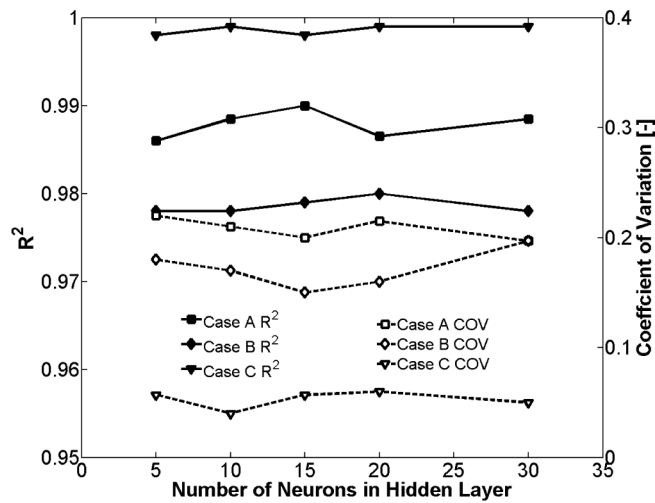 1
0.99
0.98
0.97
0.96
0.95
R²
0.4
0.3
0.2
0.1
0
Coeffcient of Variation [-]
Case A R²
Case B R²
Case C R²
Case A COV
Case B COV
Case C COV
0 5 10 15 20 25 30 35
Number of Neurons in Hidden Layer